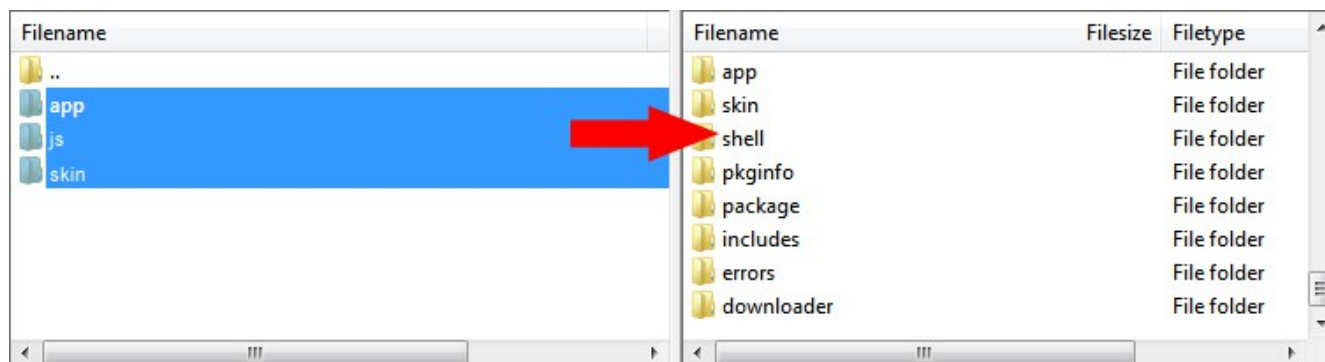 Filename
..
app
js
skin
Filename Filesize Filetype
app File folder
skin File folder
shell File folder
pkginfo File folder
package File folder
includes File folder
errors File folder
downloader File folder